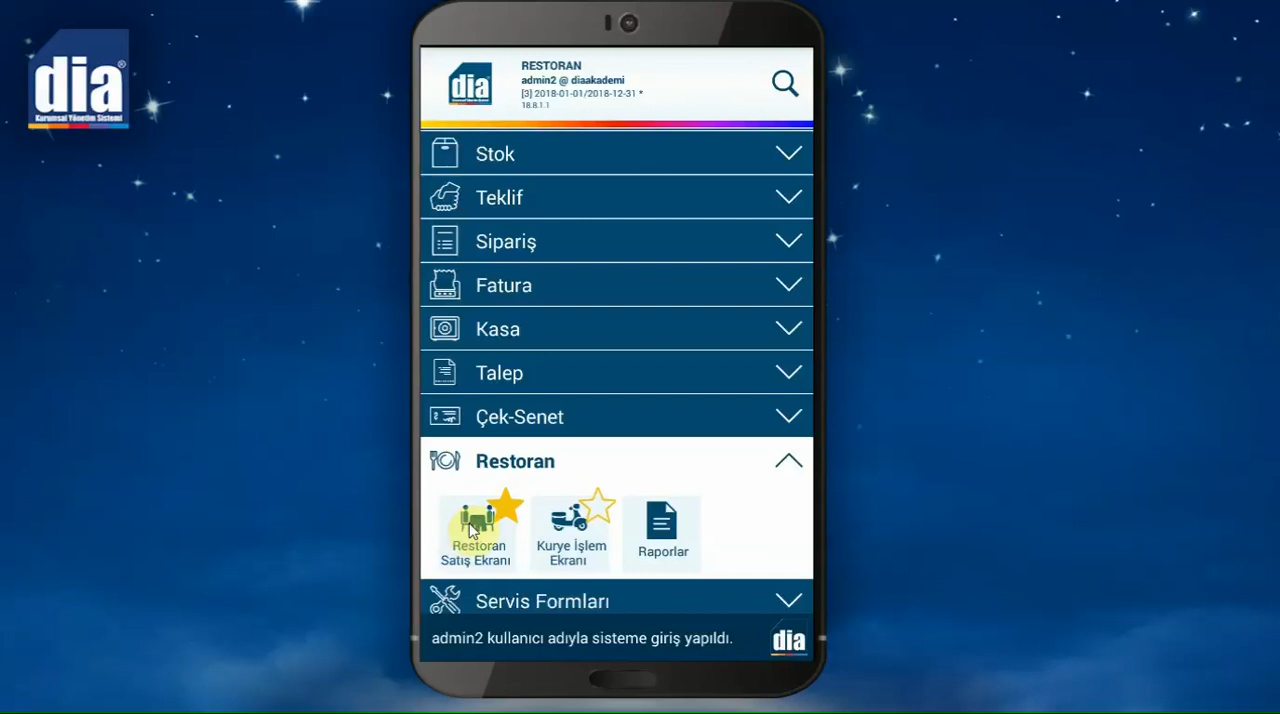 dia
Kurumsal Yönetim Sistemi
dia
RESTORAN
admin2 @ diaakademi
[3] 2018-01-01/2018-12-31 *
18.8.1.1
Stok
Teklif
Sipariş
Fatura
Kasa
Talep
Çek-Senet
Restoran
Restoran
Satış Ekranı
Kurye İşlem
Ekranı
Raporlar
Servis Formları
admin2 kullanıcı adıyla sisteme giriş yapıldı.
dia